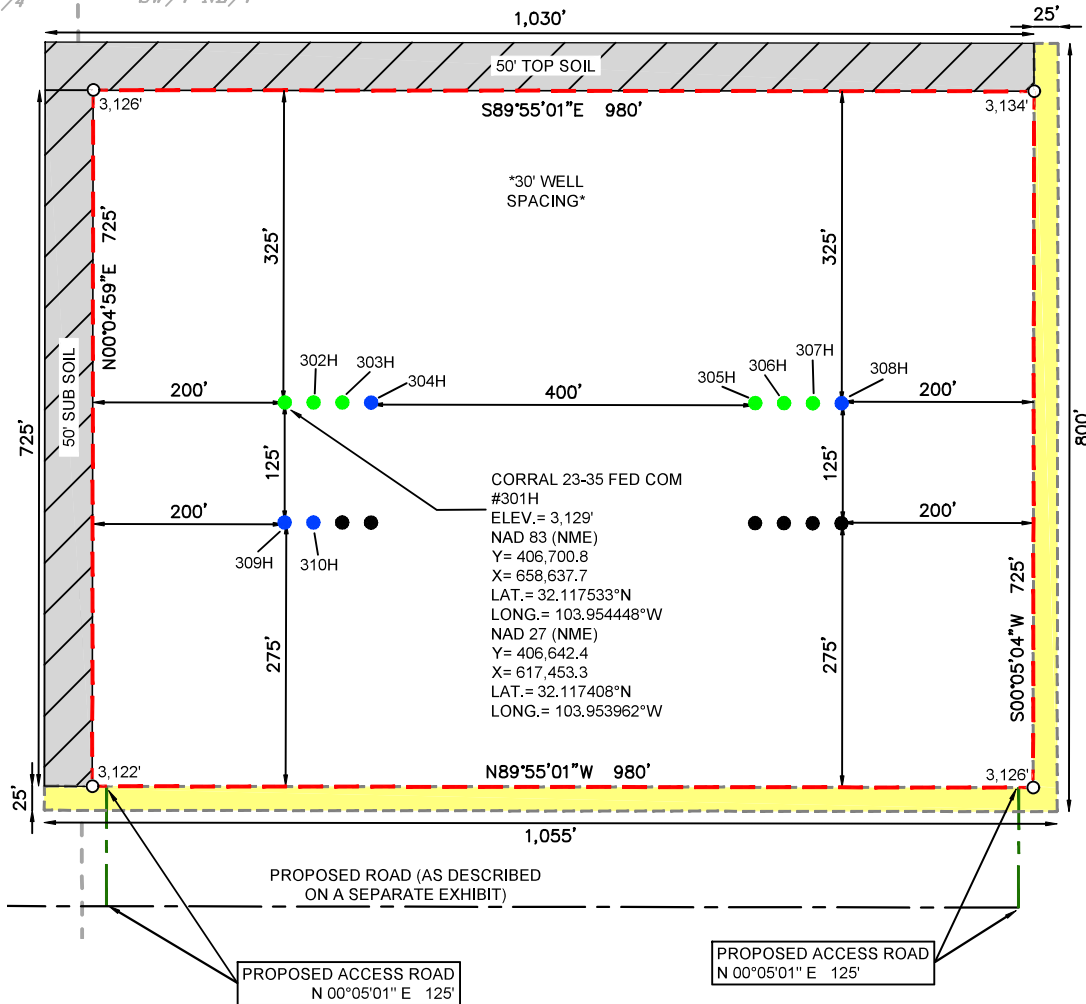 1,030'
25'
50' TOP SOIL
3,126'
3,134'
S89°55'01"E 980'
*30' WELL
SPACING*
N00°04'59"E 725'
325'
325'
50' SUB SOIL
302H
303H
304H
305H
306H
307H
308H
200'
400'
200'
725'
800'
125'
125'
CORRAL 23-35 FED COM
#301H
ELEV.= 3,129'
NAD 83 (NME)
Y= 406,700.8
X= 658,637.7
LAT.= 32.117533°N
LONG.= 103.954448°W
NAD 27 (NME)
Y= 406,642.4
X= 617,453.3
LAT.= 32.117408°N
LONG.= 103.953962°W
200'
200'
309H
310H
275'
275'
S00°05'04"W 725'
3,122'
N89°55'01"W 980'
3,126'
25'
1,055'
PROPOSED ROAD (AS DESCRIBED
ON A SEPARATE EXHIBIT)
PROPOSED ACCESS ROAD
N 00°05'01" E 125'
PROPOSED ACCESS ROAD
N 00°05'01" E 125'